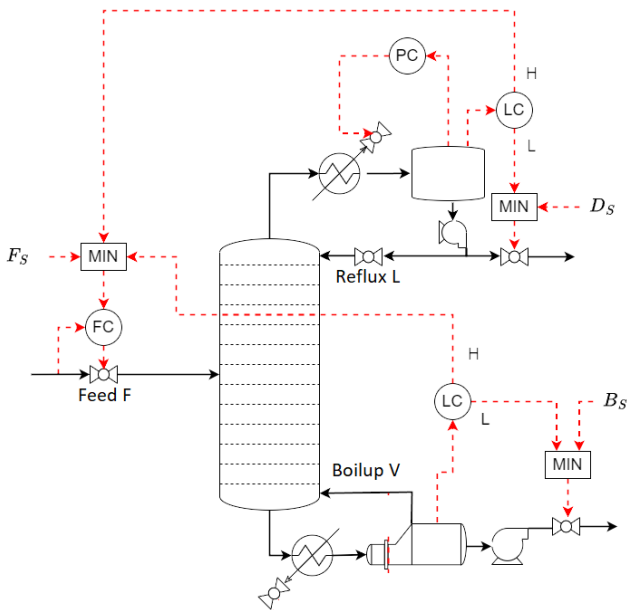 PC
H
LC
L
MIN
D_S
F_S
MIN
Reflux L
FC
H
Feed F
LC
L
B_S
MIN
Boilup V